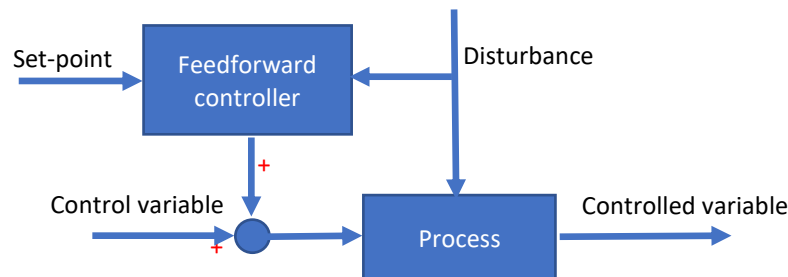 Set-point
Feedforward
controller
Disturbance
+
Control variable
+
Process
Controlled variable